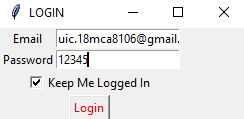 LOGIN
Email uic.18mca8106@gmail.
Password 12345
Keep Me Logged In
Login